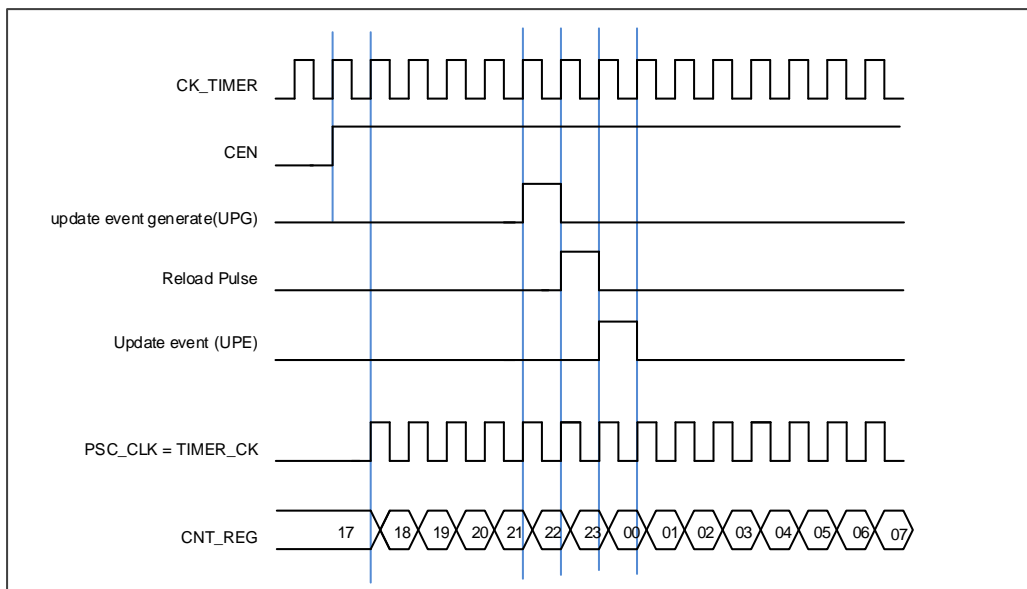 CK_TIMER
CEN
update event generate(UPG)
Reload Pulse
Update event (UPE)
PSC_CLK = TIMER_CK
CNT_REG 17 18 19 20 21 22 23 00 01 02 03 04 05 06 07